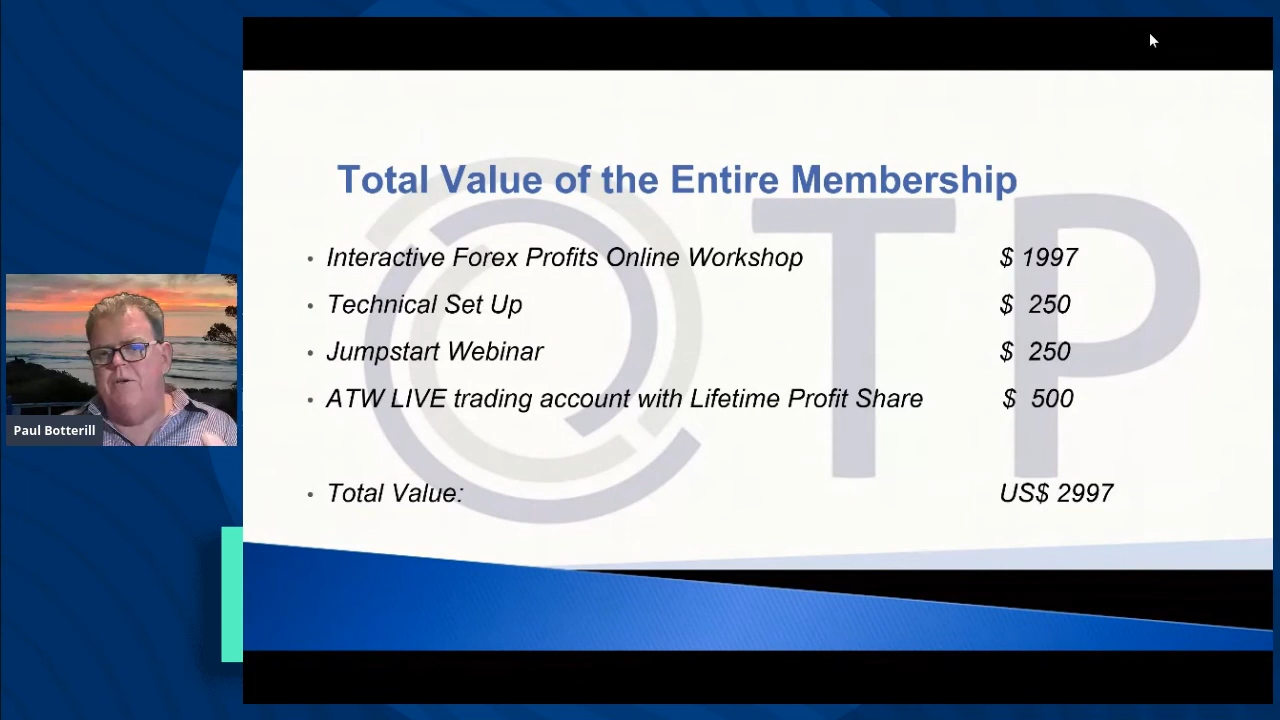 Total Value of the Entire Membership
• Interactive Forex Profits Online Workshop $ 1997
• Technical Set Up $ 250
• Jumpstart Webinar $ 250
• ATW LIVE trading account with Lifetime Profit Share $ 500
• Total Value: US$ 2997
TP
Paul Botterill